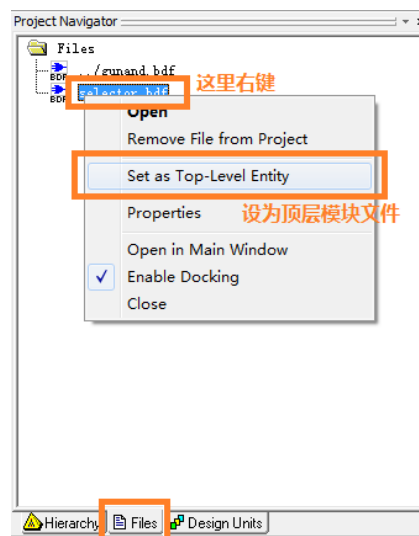 Project Navigator
Files
../gunand.bdf
selector.bdf
这里右键
Open
Remove File from Project
Set as Top-Level Entity
Properties
设为顶层模块文件
Open in Main Window
Enable Docking
Close
Hierarchy
Files
Design Units